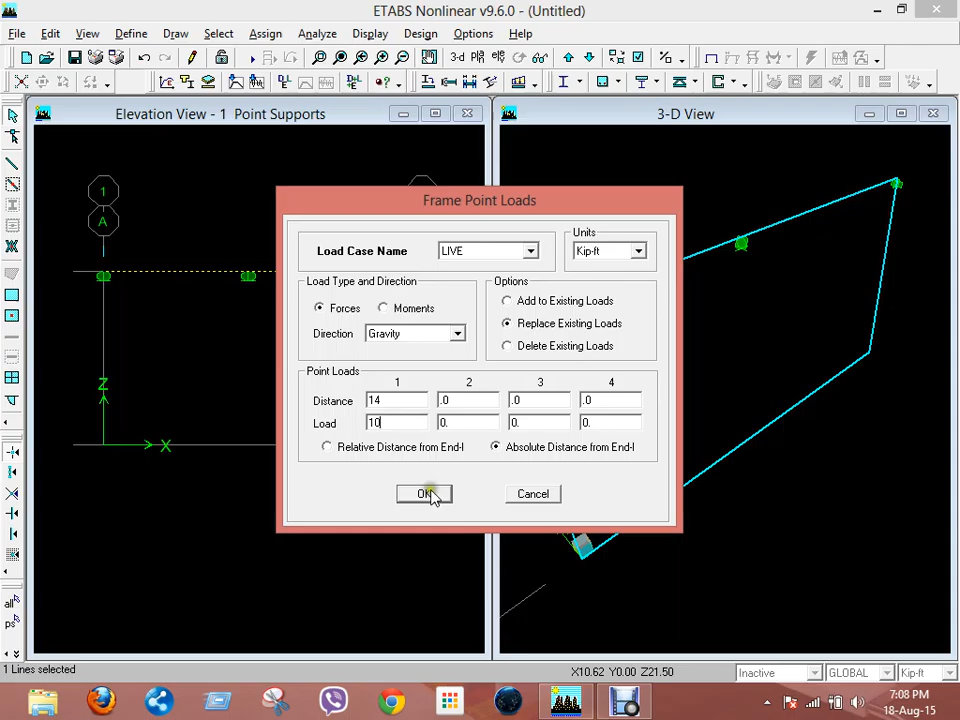 ETABS Nonlinear v9.6.0 - (Untitled)
File Edit View Define Draw Select Assign Analyze Display Design Options Help
Elevation View - 1 Point Supports
3-D View
1
A
Z
X
Frame Point Loads
Load Case Name LIVE
Units
Kip-ft
Load Type and Direction
Forces Moments
Direction Gravity
Options
Add to Existing Loads
Replace Existing Loads
Delete Existing Loads
Point Loads
1 2 3 4
Distance 14 .0 .0 .0
Load 10 0. 0. 0.
Relative Distance from End-I Absolute Distance from End-I
OK Cancel
all
ps
1 Lines selected
X10.62 Y0.00 Z21.50
Inactive GLOBAL Kip-ft
7:08 PM
18-Aug-15